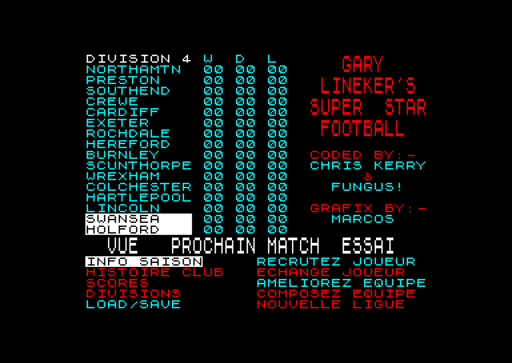 DIVISION 4 W D L
NORTHAMTN 00 00 00
PRESTON 00 00 00
SOUTHEND 00 00 00
CREWE 00 00 00
CARDIFF 00 00 00
EXETER 00 00 00
ROCHDALE 00 00 00
HEREFORD 00 00 00
BURNLEY 00 00 00
SCUNTHORPE 00 00 00
WREXHAM 00 00 00
COLCHESTER 00 00 00
HARTLEPOOL 00 00 00
LINCOLN 00 00 00
SWANSEA 00 00 00
HOLFORD 00 00 00
GARY
LINEKER'S
SUPER STAR
FOOTBALL
CODED BY:-
CHRIS KERRY
&
FUNGUS!
GRAFIX BY:-
MARCOS
VUE PROCHAIN MATCH ESSAI
INFO SAISON RECRUTEZ JOUEUR
HISTOIRE CLUB ECHANGE JOUEUR
SCORES AMELIOREZ EQUIPE
DIVISIONS COMPOSEZ EQUIPE
LOAD/SAVE NOUVELLE LIGUE